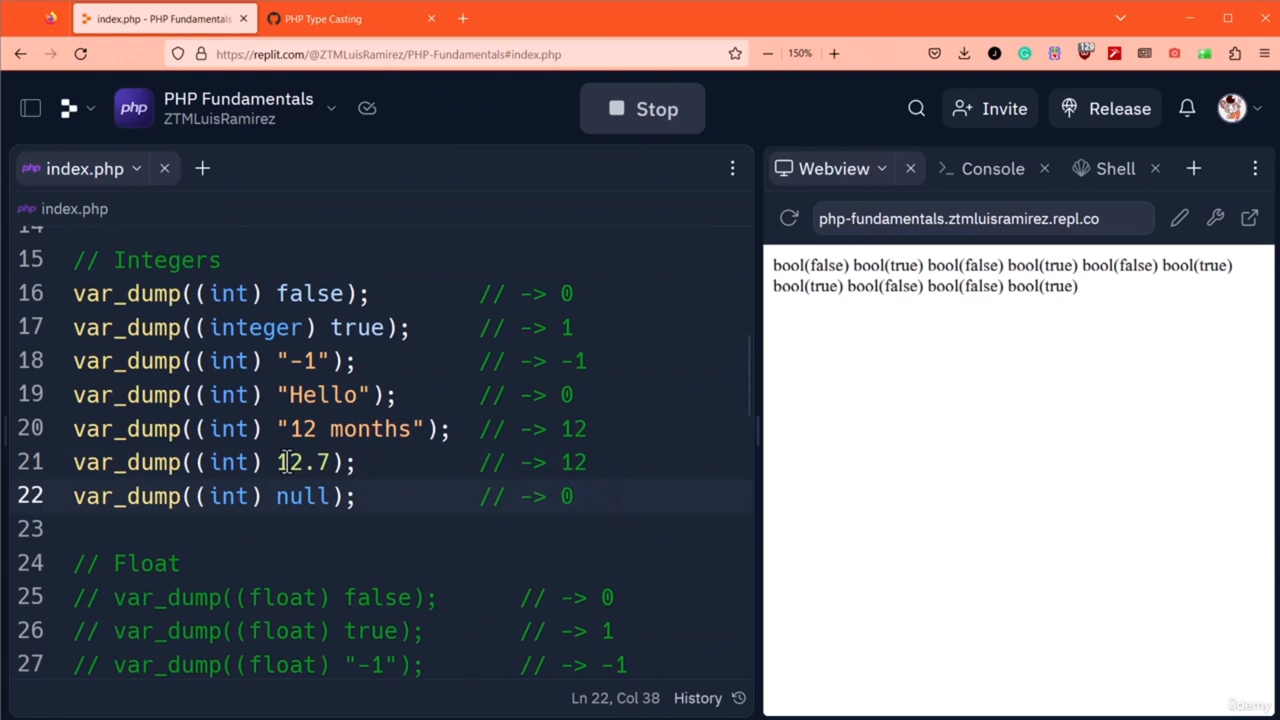 index.php - PHP Fundamentals
PHP Type Casting
https://replit.com/@ZTMLuisRamirez/PHP-Fundamentals#index.php
150%
129
php
PHP Fundamentals
ZTMLuisRamirez
Stop
Invite
Release
php index.php
Webview
Console
Shell
php index.php
php-fundamentals.ztmluisramirez.repl.co
14
15 // Integers
16 var_dump((int) false); // -> 0
17 var_dump((integer) true); // -> 1
18 var_dump((int) "-1"); // -> -1
19 var_dump((int) "Hello"); // -> 0
20 var_dump((int) "12 months"); // -> 12
21 var_dump((int) 12.7); // -> 12
22 var_dump((int) null); // -> 0
23
24 // Float
25 // var_dump((float) false); // -> 0
26 // var_dump((float) true); // -> 1
27 // var_dump((float) "-1"); // -> -1
bool(false) bool(true) bool(false) bool(true) bool(false) bool(true)
bool(true) bool(false) bool(false) bool(true)
Ln 22, Col 38 History
ûdemy